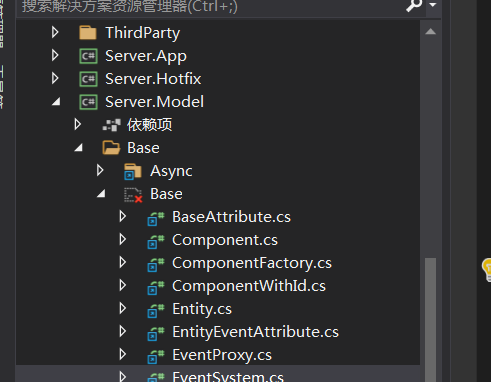 搜索解决方案资源管理器(Ctrl+;)
ThirdParty
Server.App
Server.Hotfix
Server.Model
依赖项
Base
Async
Base
BaseAttribute.cs
Component.cs
ComponentFactory.cs
ComponentWithId.cs
Entity.cs
EntityEventAttribute.cs
EventProxy.cs
EventSystem.cs